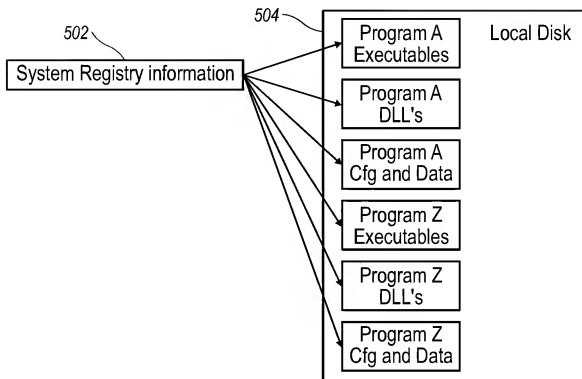 502
System Registry information
504
Local Disk
Program A
Executables
Program A
DLL's
Program A
Cfg and Data
Program Z
Executables
Program Z
DLL's
Program Z
Cfg and Data